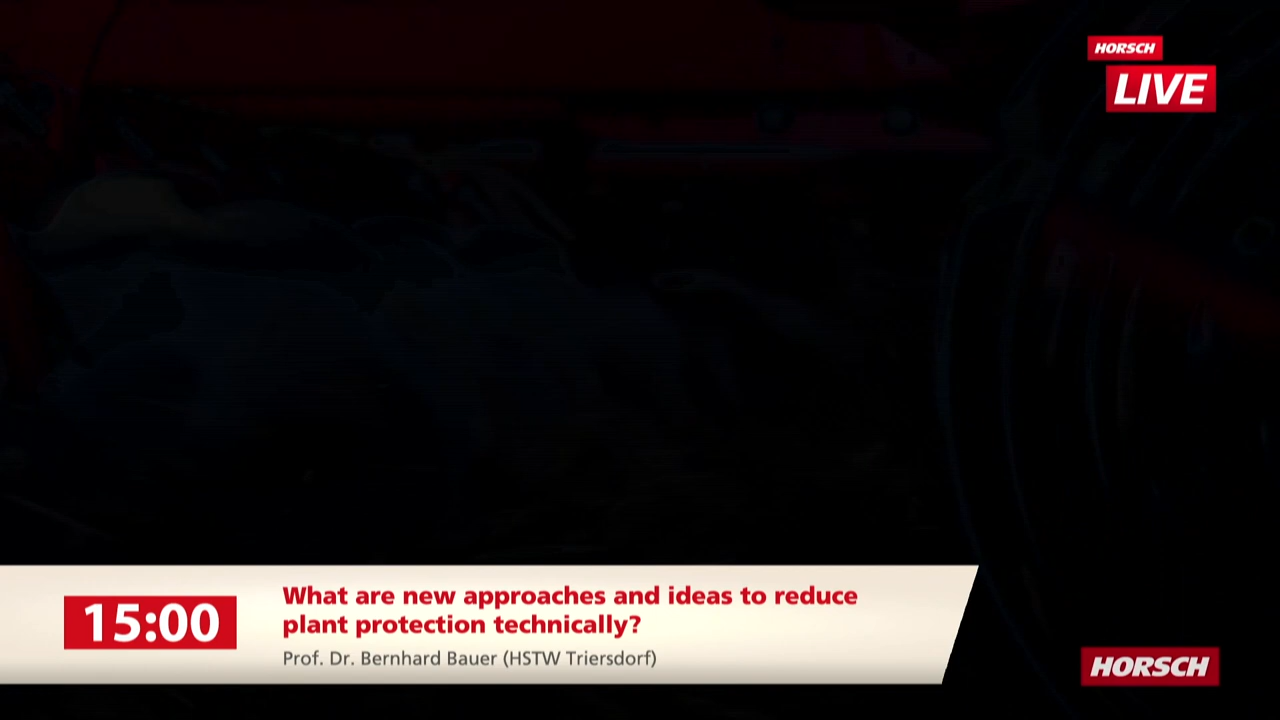 HORSCH
LIVE
15:00
What are new approaches and ideas to reduce
plant protection technically?
Prof. Dr. Bernhard Bauer (HSTW Triersdorf)
HORSCH